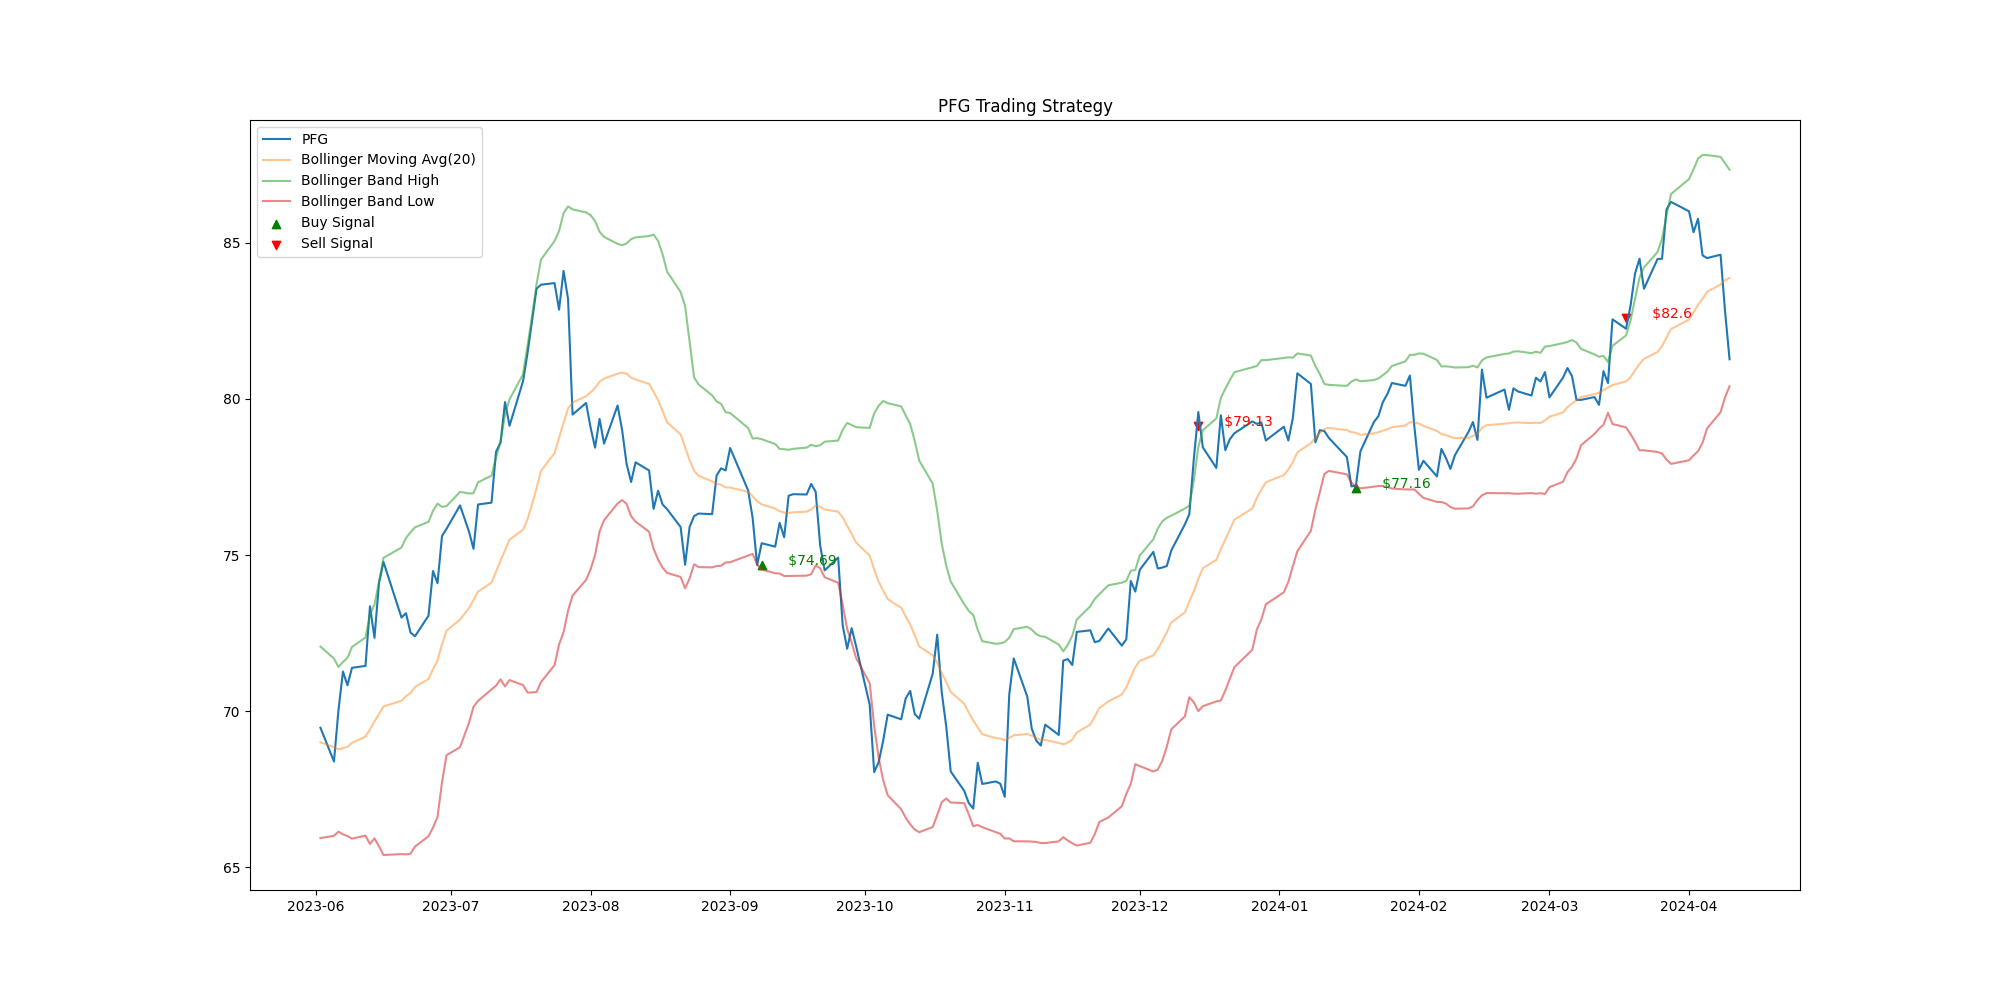 PFG Trading Strategy
PFG
Bollinger Moving Avg(20)
Bollinger Band High
Bollinger Band Low
Buy Signal
Sell Signal
85
80
75
70
65
$82.6
$79.13
$77.16
$74.69
2023-06 2023-07 2023-08 2023-09 2023-10 2023-11 2023-12 2024-01 2024-02 2024-03 2024-04